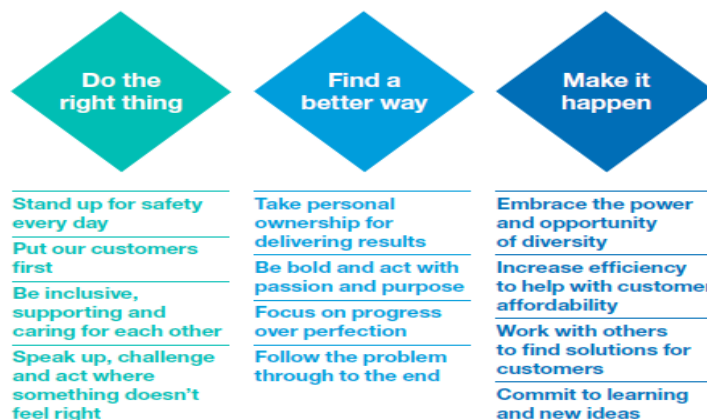 Do the
right thing
Stand up for safety
every day
Put our customers
first
Be inclusive,
supporting and
caring for each other
Speak up, challenge
and act where
something doesn't
feel right
Find a
better way
Take personal
ownership for
delivering results
Be bold and act with
passion and purpose
Focus on progress
over perfection
Follow the problem
through to the end
Make it
happen
Embrace the power
and opportunity
of diversity
Increase efficiency
to help with customer
affordability
Work with others
to find solutions for
customers
Commit to learning
and new ideas